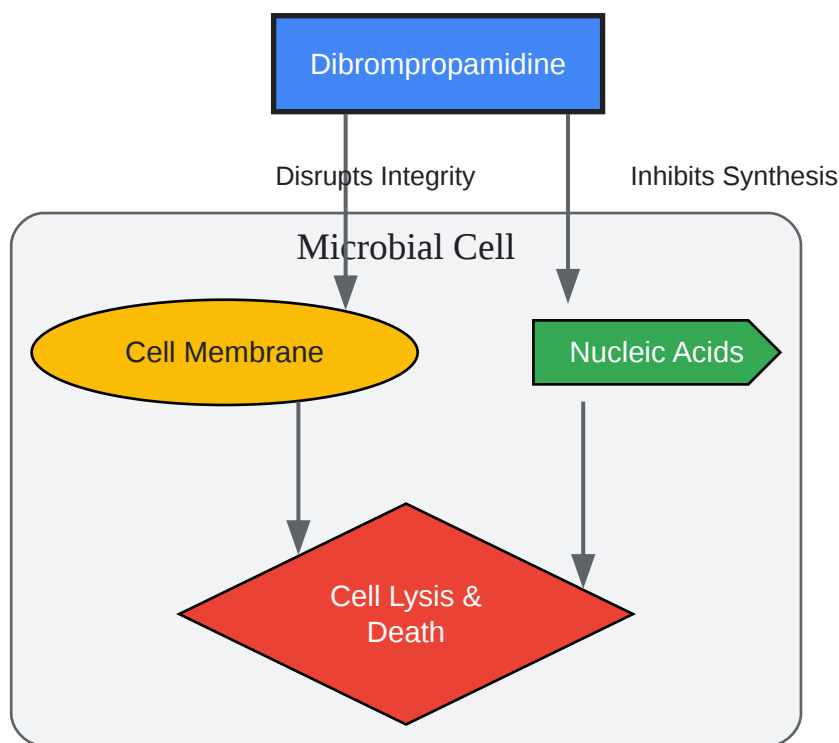 Dibrompropamidine
Disrupts Integrity
Inhibits Synthesis
Microbial Cell
Cell Membrane
Nucleic Acids
Cell Lysis &
Death